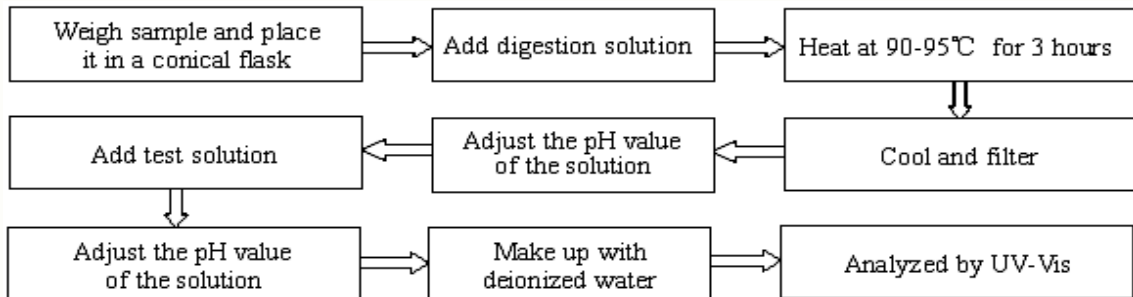 Weigh sample and place
it in a conical flask
Add digestion solution
Heat at 90-95℃ for 3 hours
Cool and filter
Adjust the pH value
of the solution
Add test solution
Adjust the pH value
of the solution
Make up with
deionized water
Analyzed by UV-Vis